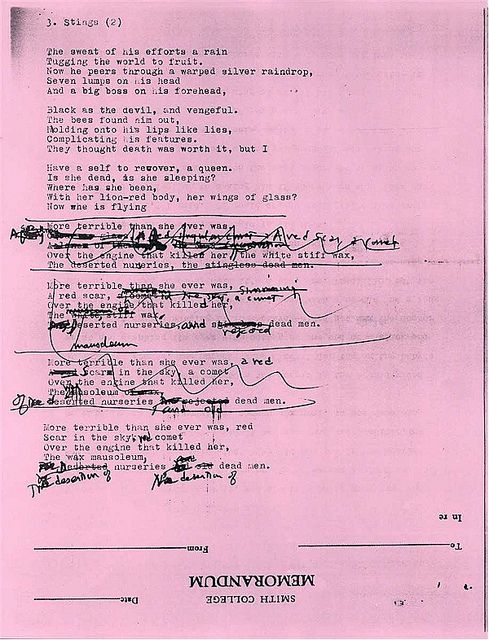 3. Stings (2)
The sweat of his efforts a rain
Tugging the world to fruit.
Now he peers through a warped silver raindrop,
Seven lumps on his head
And a big boss on his forehead,
Black as the devil, and vengeful.
The bees found him out,
Molding onto his lips like lies,
Complicating his features.
They thought death was worth it, but I
Have a self to recover, a queen.
Is she dead, is she sleeping?
Where has she been,
With her lion-red body, her wings of glass?
Now she is flying
More terrible than she ever was,
A red scar, a comet
Over the engine that killed her, the white stiff wax,
The deserted nurseries, the stingless dead men.
More terrible than she ever was,
A red scar, the sky, a comet
Over the engine that killed her,
The white, stiff wax
deserted nurseries, and dead men.
rejected
mausoleum
More terrible than she ever was, a red
Scar in the sky, a comet
Over the engine that killed her,
The mausoleum of wax
Of dead
Deserted nurseries and off dead men.
More terrible than she ever was, red
Scar in the sky, red comet
Over the engine that killed her,
The wax mausoleum,
Deserted nurseries old dead men.
The desertion of The desertion of
In re
To From
MEMORANDUM
SMITH COLLEGE
Date